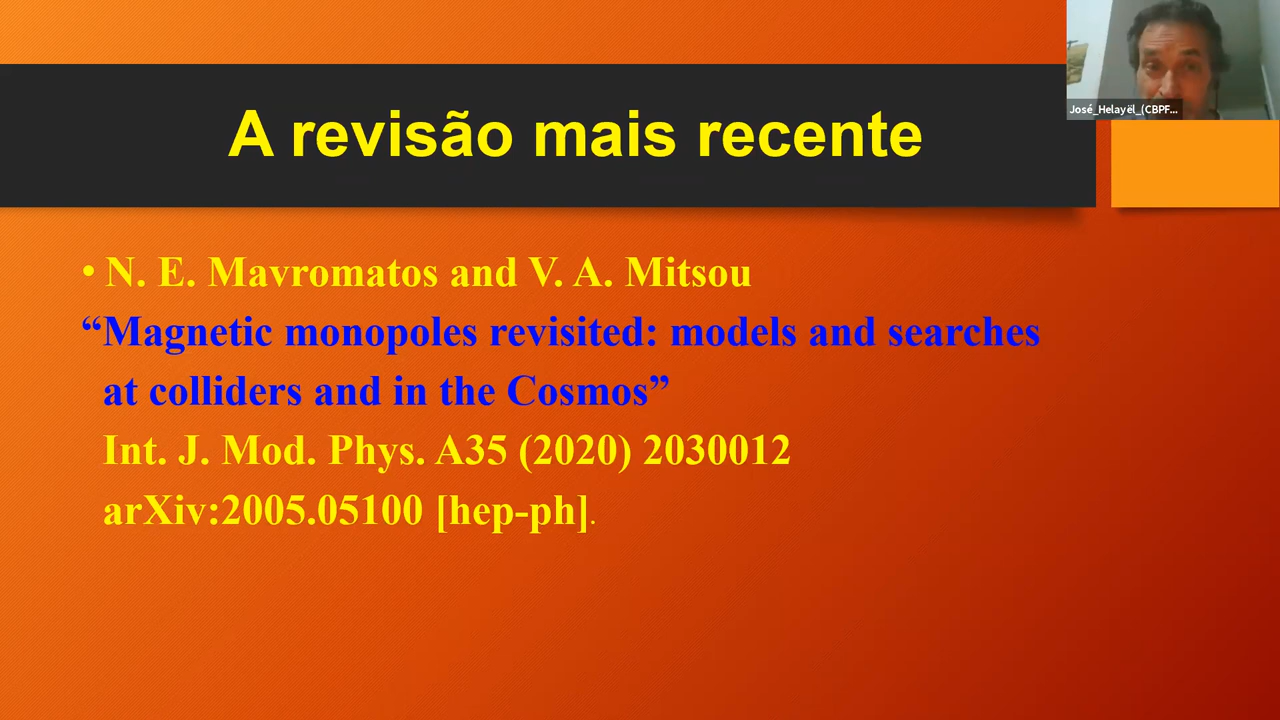 A revisão mais recente
José_Helayël_(CBPF...
• N. E. Mavromatos and V. A. Mitsou
“Magnetic monopoles revisited: models and searches
at colliders and in the Cosmos”
Int. J. Mod. Phys. A35 (2020) 2030012
arXiv:2005.05100 [hep-ph].